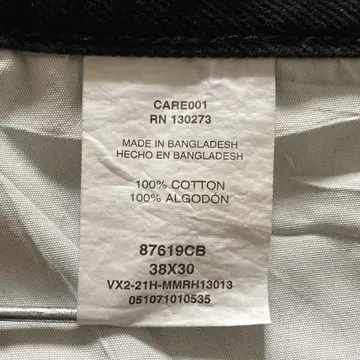 CARE001
RN 130273
MADE IN BANGLADESH
HECHO EN BANGLADESH
100% COTTON
100% ALGODÓN
87619CB
38X30
VX2-21H-MMRH13013
051071010535